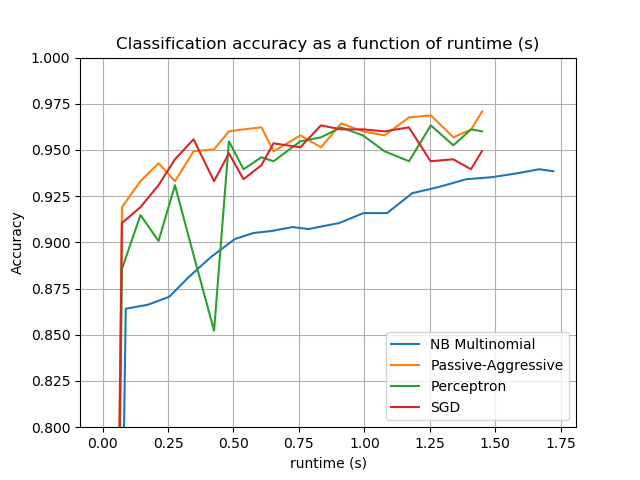 Classification accuracy as a function of runtime (s)
Accuracy
1.000
0.975
0.950
0.925
0.900
0.875
0.850
0.825
0.800
NB Multinomial
Passive-Aggressive
Perceptron
SGD
0.00 0.25 0.50 0.75 1.00 1.25 1.50 1.75
runtime (s)